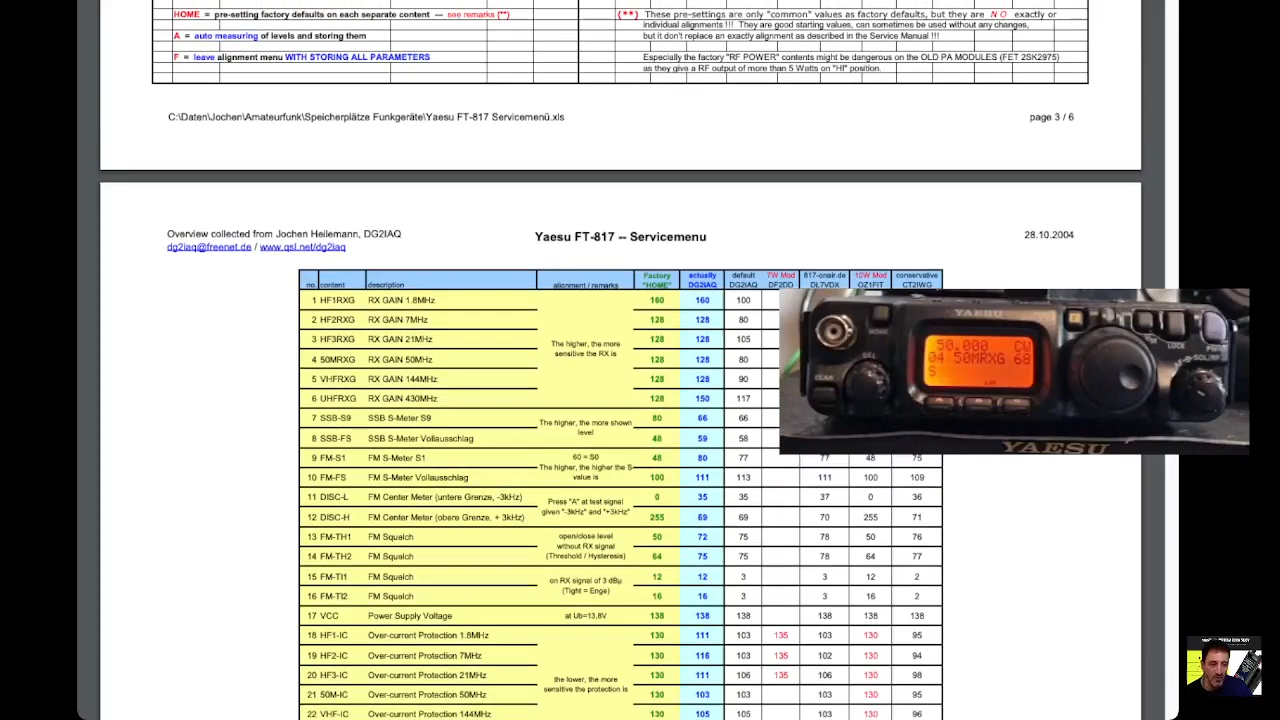 HOME = pre-setting factory defaults on each separate content — see remarks (**)
A = auto measuring of levels and storing them
F = leave alignment menu WITH STORING ALL PARAMETERS
(**) These pre-settings are only "common" values as factory defaults, but they are N O exactly or
individual alignments !!! They are good starting values, can sometimes be used without any changes,
but it don't replace an exactly alignment as described in the Service Manual !!!
Especially the factory "RF POWER" contents might be dangerous on the OLD PA MODULES (FET 2SK2975)
as they give a RF output of more than 5 Watts on "HI" position.
C:\Daten\Jochen\Amateurfunk\Speicherplätze Funkgeräte\Yaesu FT-817 Servicemenü.xls page 3 / 6
Overview collected from Jochen Heilemann, DG2IAQ
dg2iaq@freenet.de / www.qsl.net/dg2iaq
Yaesu FT-817 -- Servicemenu
28.10.2004
no. content description alignment / remarks Factory "HOME" actually DG2IAQ default DG2IAQ 7W Mod DF2DD 817-onair.de DL7VDX 10W Mod OZ1FIT conservative CT2IWG
1 HF1RXG RX GAIN 1.8MHz 160 160 100
2 HF2RXG RX GAIN 7MHz 128 128 80
3 HF3RXG RX GAIN 21MHz 128 128 105
The higher, the more
sensitive the RX is
4 50MRXG RX GAIN 50MHz 128 128 80
5 VHFRXG RX GAIN 144MHz 128 128 90
6 UHFRXG RX GAIN 430MHz 128 150 117
7 SSB-S9 SSB S-Meter S9 80 66 66
The higher, the more shown
level
8 SSB-FS SSB S-Meter Vollausschlag 48 59 58
9 FM-S1 FM S-Meter S1 60 = S0 48 80 77 77 48 75
The higher, the higher the S
value is
10 FM-FS FM S-Meter Vollausschlag 100 111 113 111 100 109
11 DISC-L FM Center Meter (untere Grenze, -3kHz) 0 35 35 37 0 36
Press "A" at test signal
given "-3kHz" and "+3kHz"
12 DISC-H FM Center Meter (obere Grenze, + 3kHz) 255 69 69 70 255 71
13 FM-TH1 FM Squelch 50 72 75 78 50 76
open/close level
without RX signal
(Threshold / Hysteresis)
14 FM-TH2 FM Squelch 64 75 75 78 64 77
15 FM-TI1 FM Squelch 12 12 3 3 12 2
on RX signal of 3 dBµ
(Tight = Enge)
16 FM-TI2 FM Squelch 16 16 3 3 16 2
17 VCC Power Supply Voltage at Ub=13,8V 138 138 138 138 138 138
18 HF1-IC Over-current Protection 1.8MHz 130 111 103 135 103 130 95
19 HF2-IC Over-current Protection 7MHz 130 116 103 135 102 130 94
20 HF3-IC Over-current Protection 21MHz 130 111 106 135 106 130 98
the lower, the more
sensitive the protection is
21 50M-IC Over-current Protection 50MHz 130 103 103 103 130 95
22 VHF-IC Over-current Protection 144MHz 130 105 105 103 130 96
YAESU
HOME
LOCK
SEL
CLAR
50.000 CW
04 50MRXG 68
S
YAESU